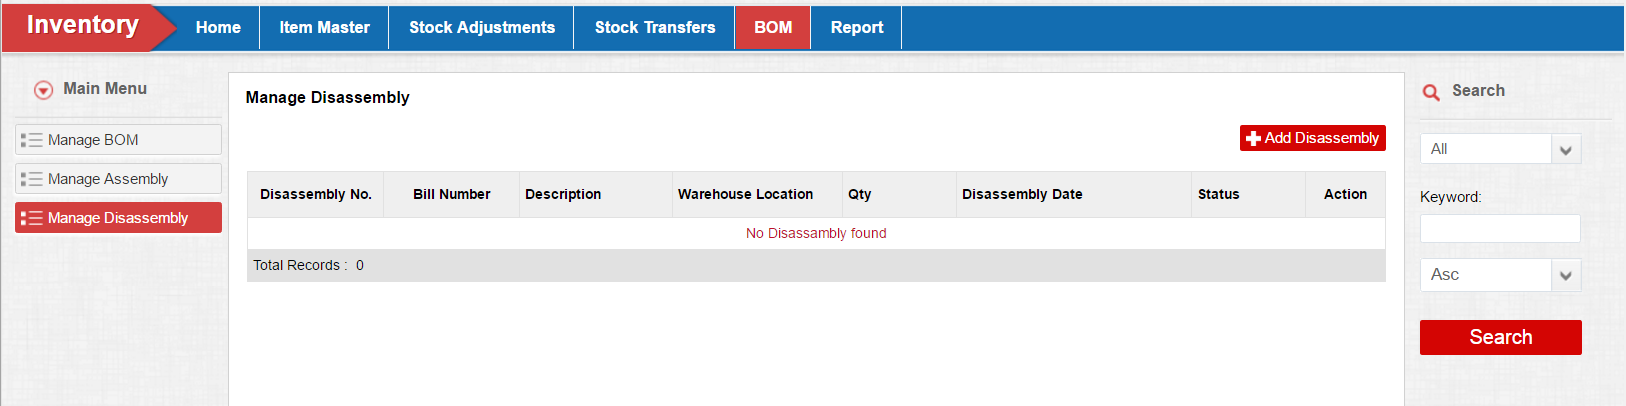 Inventory Home Item Master Stock Adjustments Stock Transfers BOM Report
Main Menu
Manage BOM
Manage Assembly
Manage Disassembly
Manage Disassembly
Add Disassembly
Disassembly No. Bill Number Description Warehouse Location Qty Disassembly Date Status Action
No Disassambly found
Total Records : 0
Search
All
Keyword:
Asc
Search